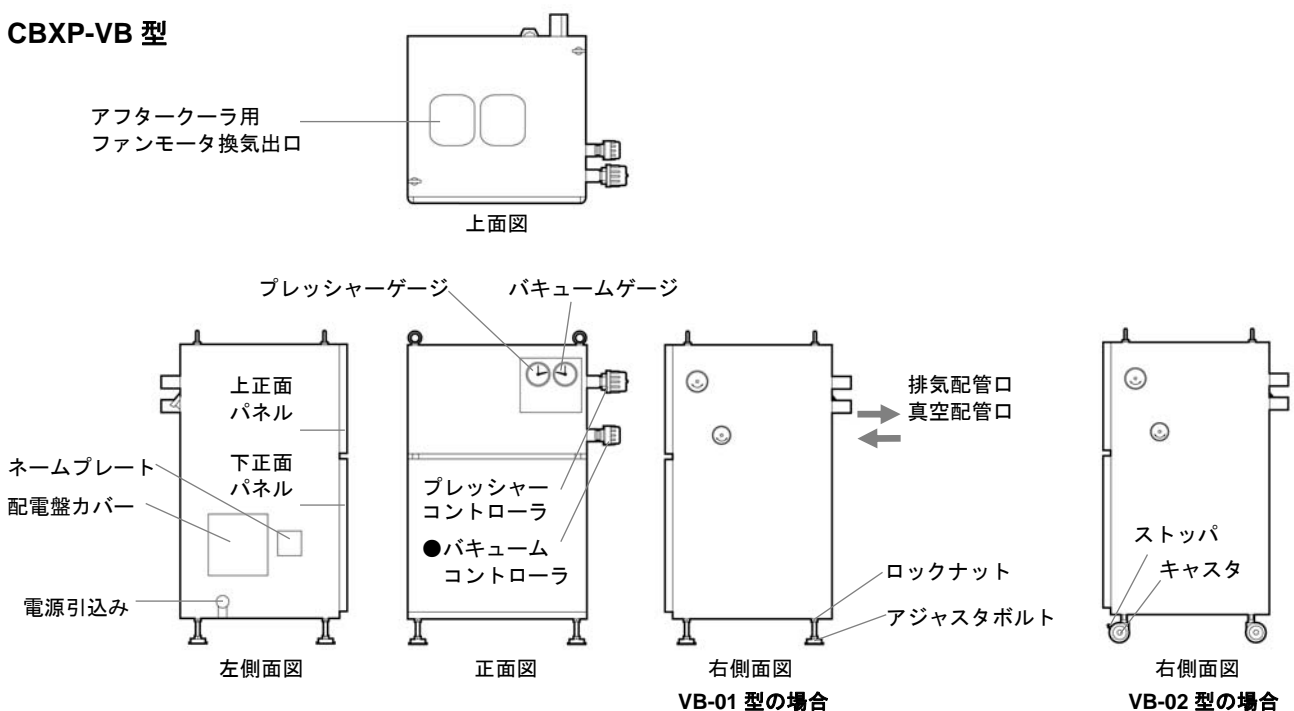 CBXP-VB 型
アフタークーラ用
ファンモータ換気出口
上面図
プレッシャーゲージ
バキュームゲージ
上正面
パネル
下正面
パネル
ネームプレート
配電盤カバー
電源引込み
左側面図
プレッシャー
コントローラ
●バキューム
コントローラ
正面図
排気配管口
真空配管口
ロックナット
アジャスタボルト
右側面図
VB-01 型の場合
ストッパ
キャスタ
右側面図
VB-02 型の場合